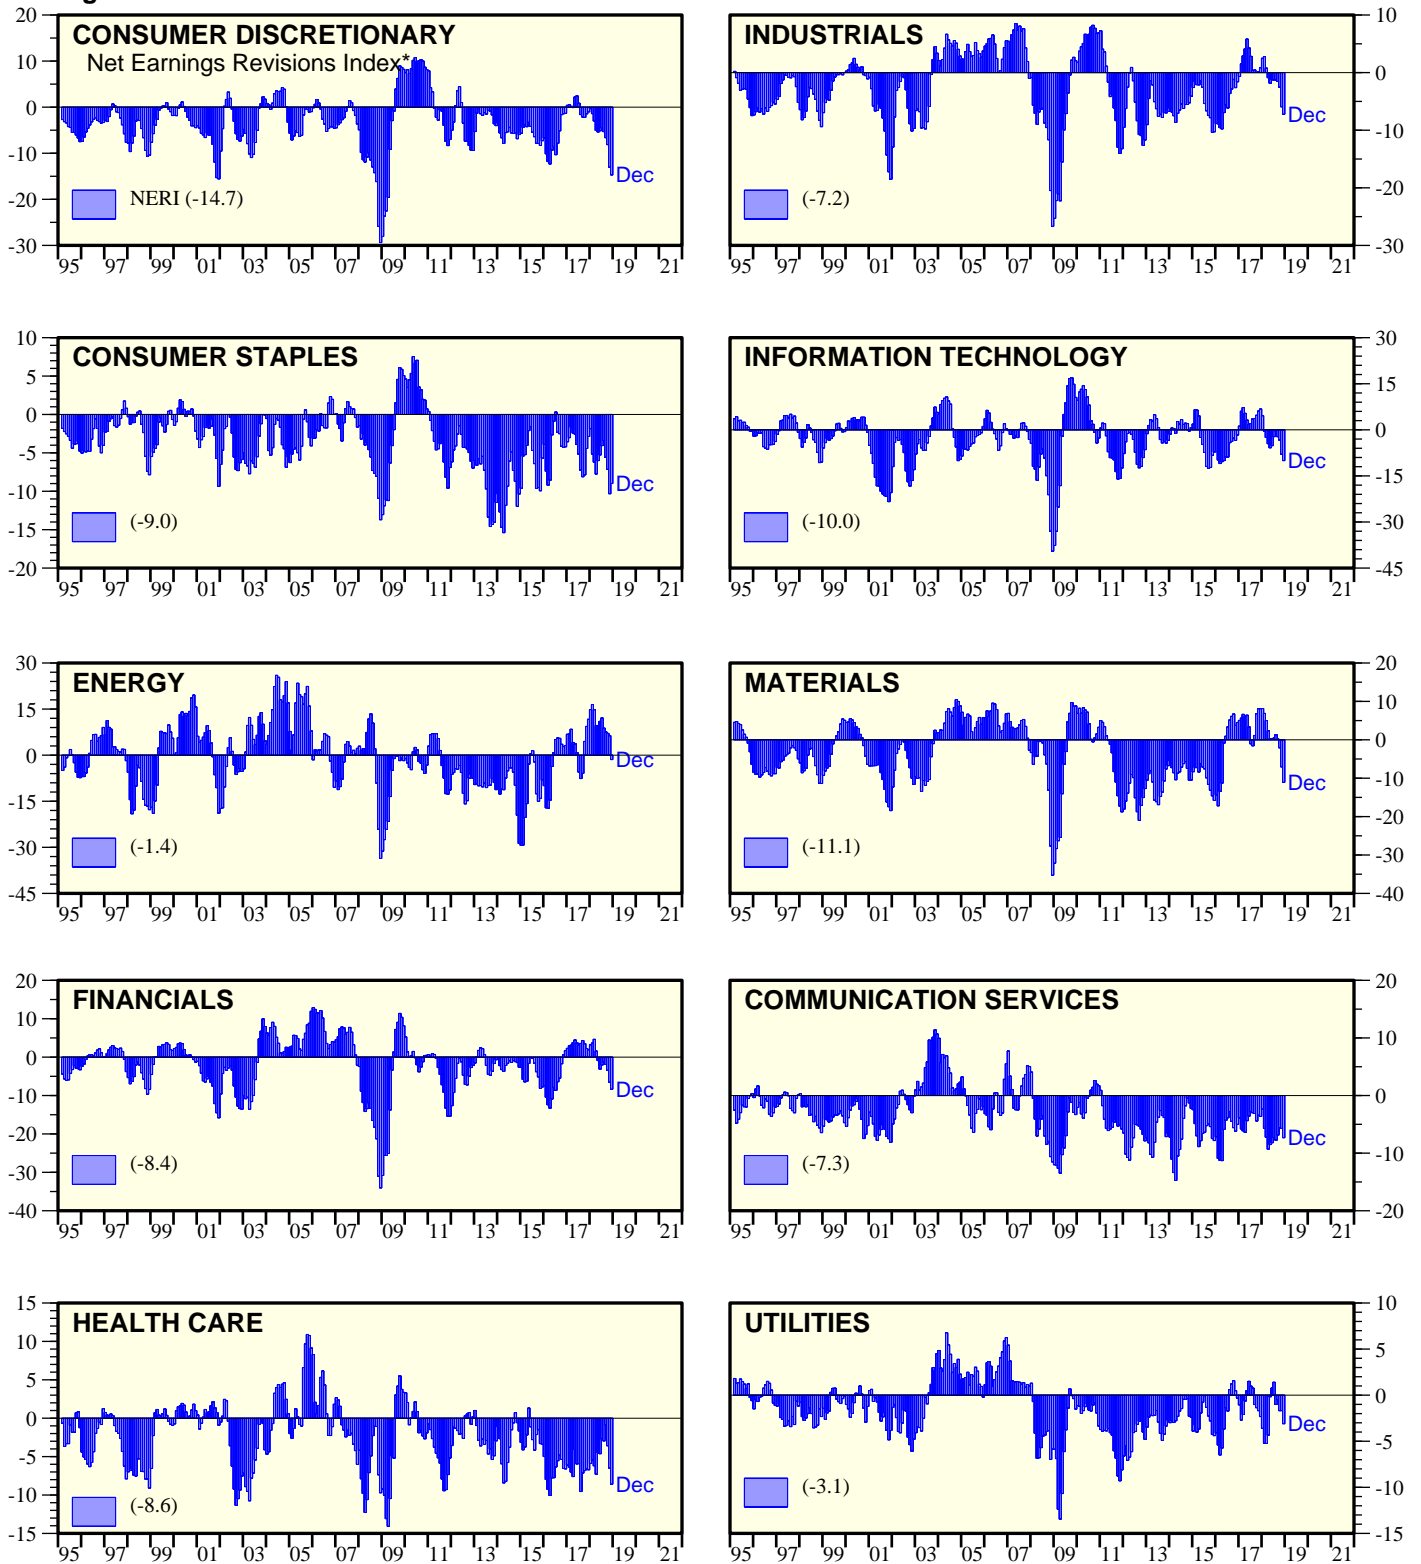 CONSUMER DISCRETIONARY
Net Earnings Revisions Index*
20
10
0
-10
-20
-30
NERI (-14.7)
Dec
95 97 99 01 03 05 07 09 11 13 15 17 19 21
INDUSTRIALS
10
0
-10
-20
-30
(-7.2)
Dec
95 97 99 01 03 05 07 09 11 13 15 17 19 21
CONSUMER STAPLES
10
5
0
-5
-10
-15
-20
(-9.0)
Dec
95 97 99 01 03 05 07 09 11 13 15 17 19 21
INFORMATION TECHNOLOGY
30
15
0
-15
-30
-45
(-10.0)
Dec
95 97 99 01 03 05 07 09 11 13 15 17 19 21
ENERGY
30
15
0
-15
-30
-45
(-1.4)
Dec
95 97 99 01 03 05 07 09 11 13 15 17 19 21
MATERIALS
20
10
0
-10
-20
-30
-40
(-11.1)
Dec
95 97 99 01 03 05 07 09 11 13 15 17 19 21
FINANCIALS
20
10
0
-10
-20
-30
-40
(-8.4)
Dec
95 97 99 01 03 05 07 09 11 13 15 17 19 21
COMMUNICATION SERVICES
20
10
0
-10
-20
(-7.3)
Dec
95 97 99 01 03 05 07 09 11 13 15 17 19 21
HEALTH CARE
15
10
5
0
-5
-10
-15
(-8.6)
Dec
95 97 99 01 03 05 07 09 11 13 15 17 19 21
UTILITIES
10
5
0
-5
-10
-15
(-3.1)
Dec
95 97 99 01 03 05 07 09 11 13 15 17 19 21